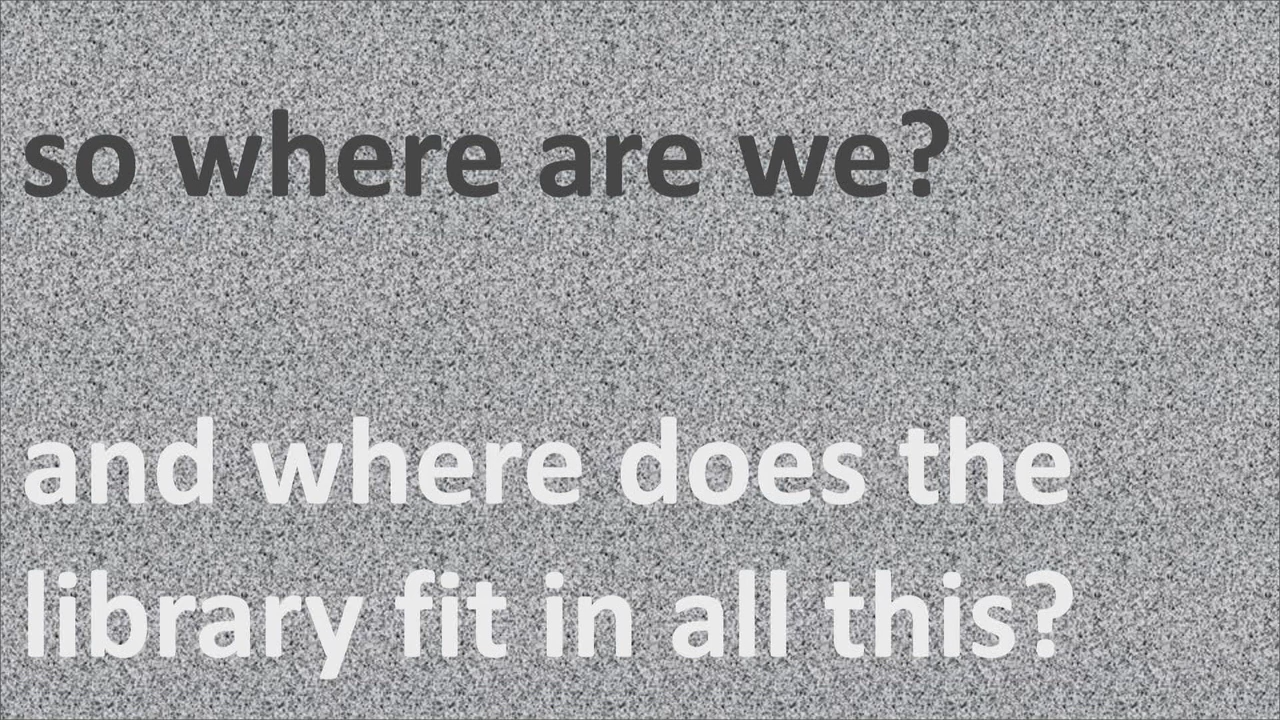 so where are we?
and where does the
library fit in all this?